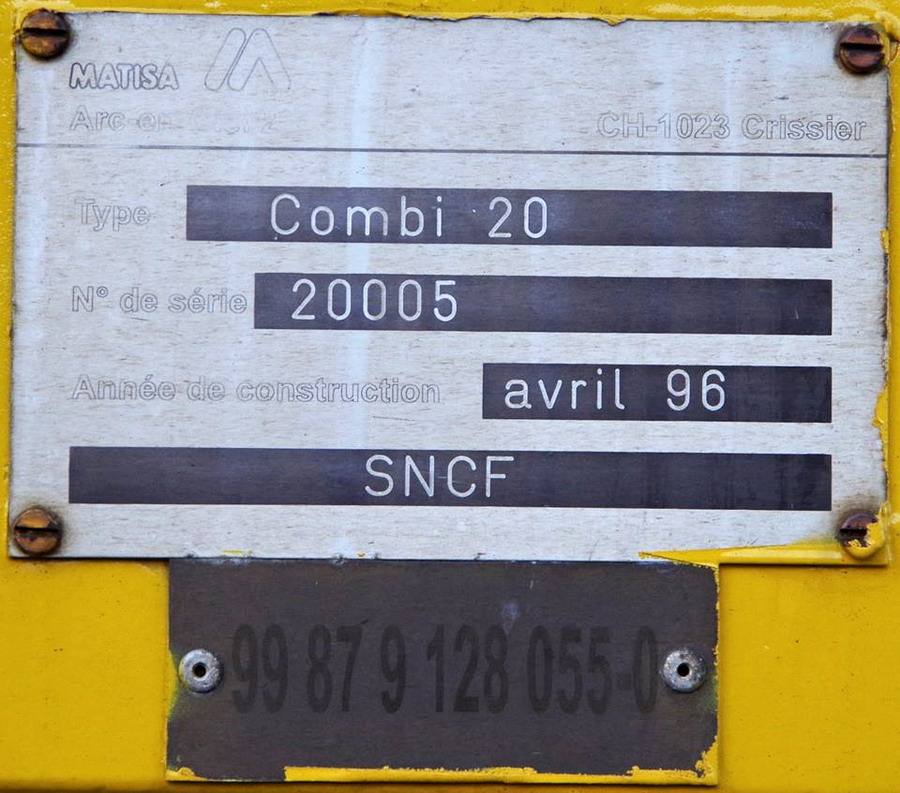 MATISA
CH-1023 Crissier
Type Combi 20
N° de série 20005
Année de construction avril 96
SNCF
99 87 9 128 055-0